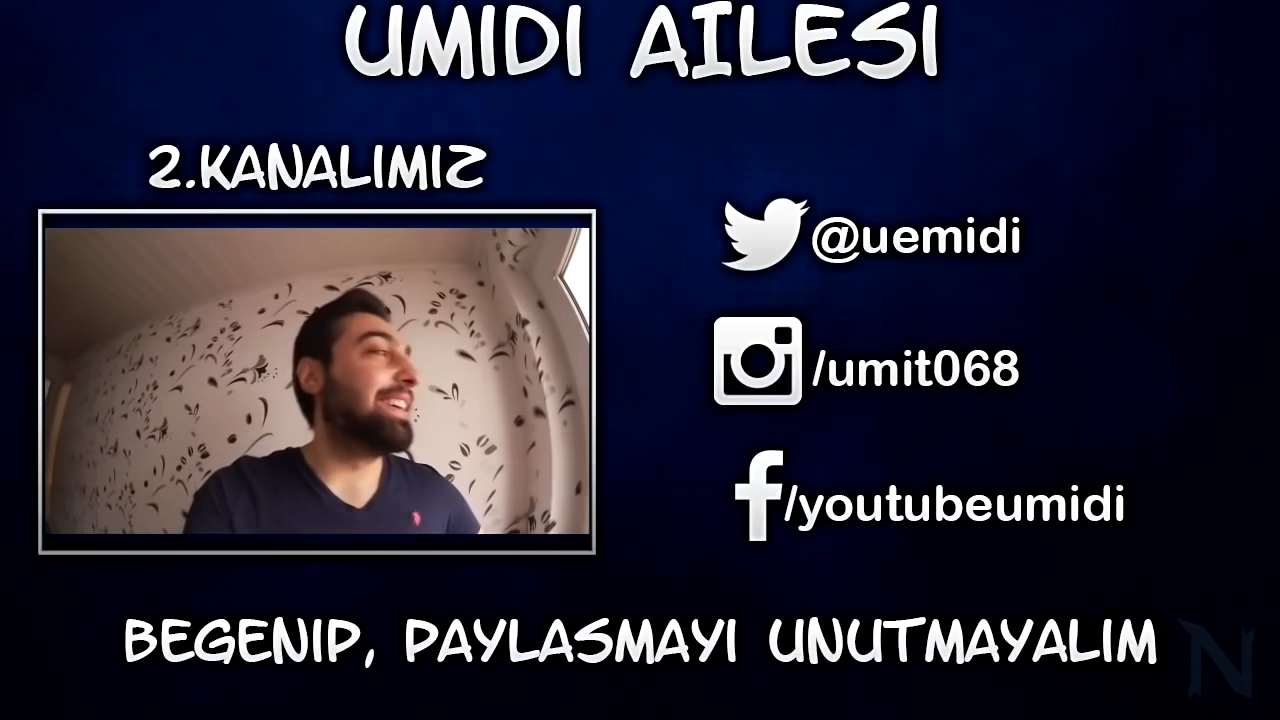 UMIDI AILESI
2.KANALIMIZ
@uemidi
/umit068
/youtubeumidi
BEGENIP, PAYLASMAYI UNUTMAYALIM
N